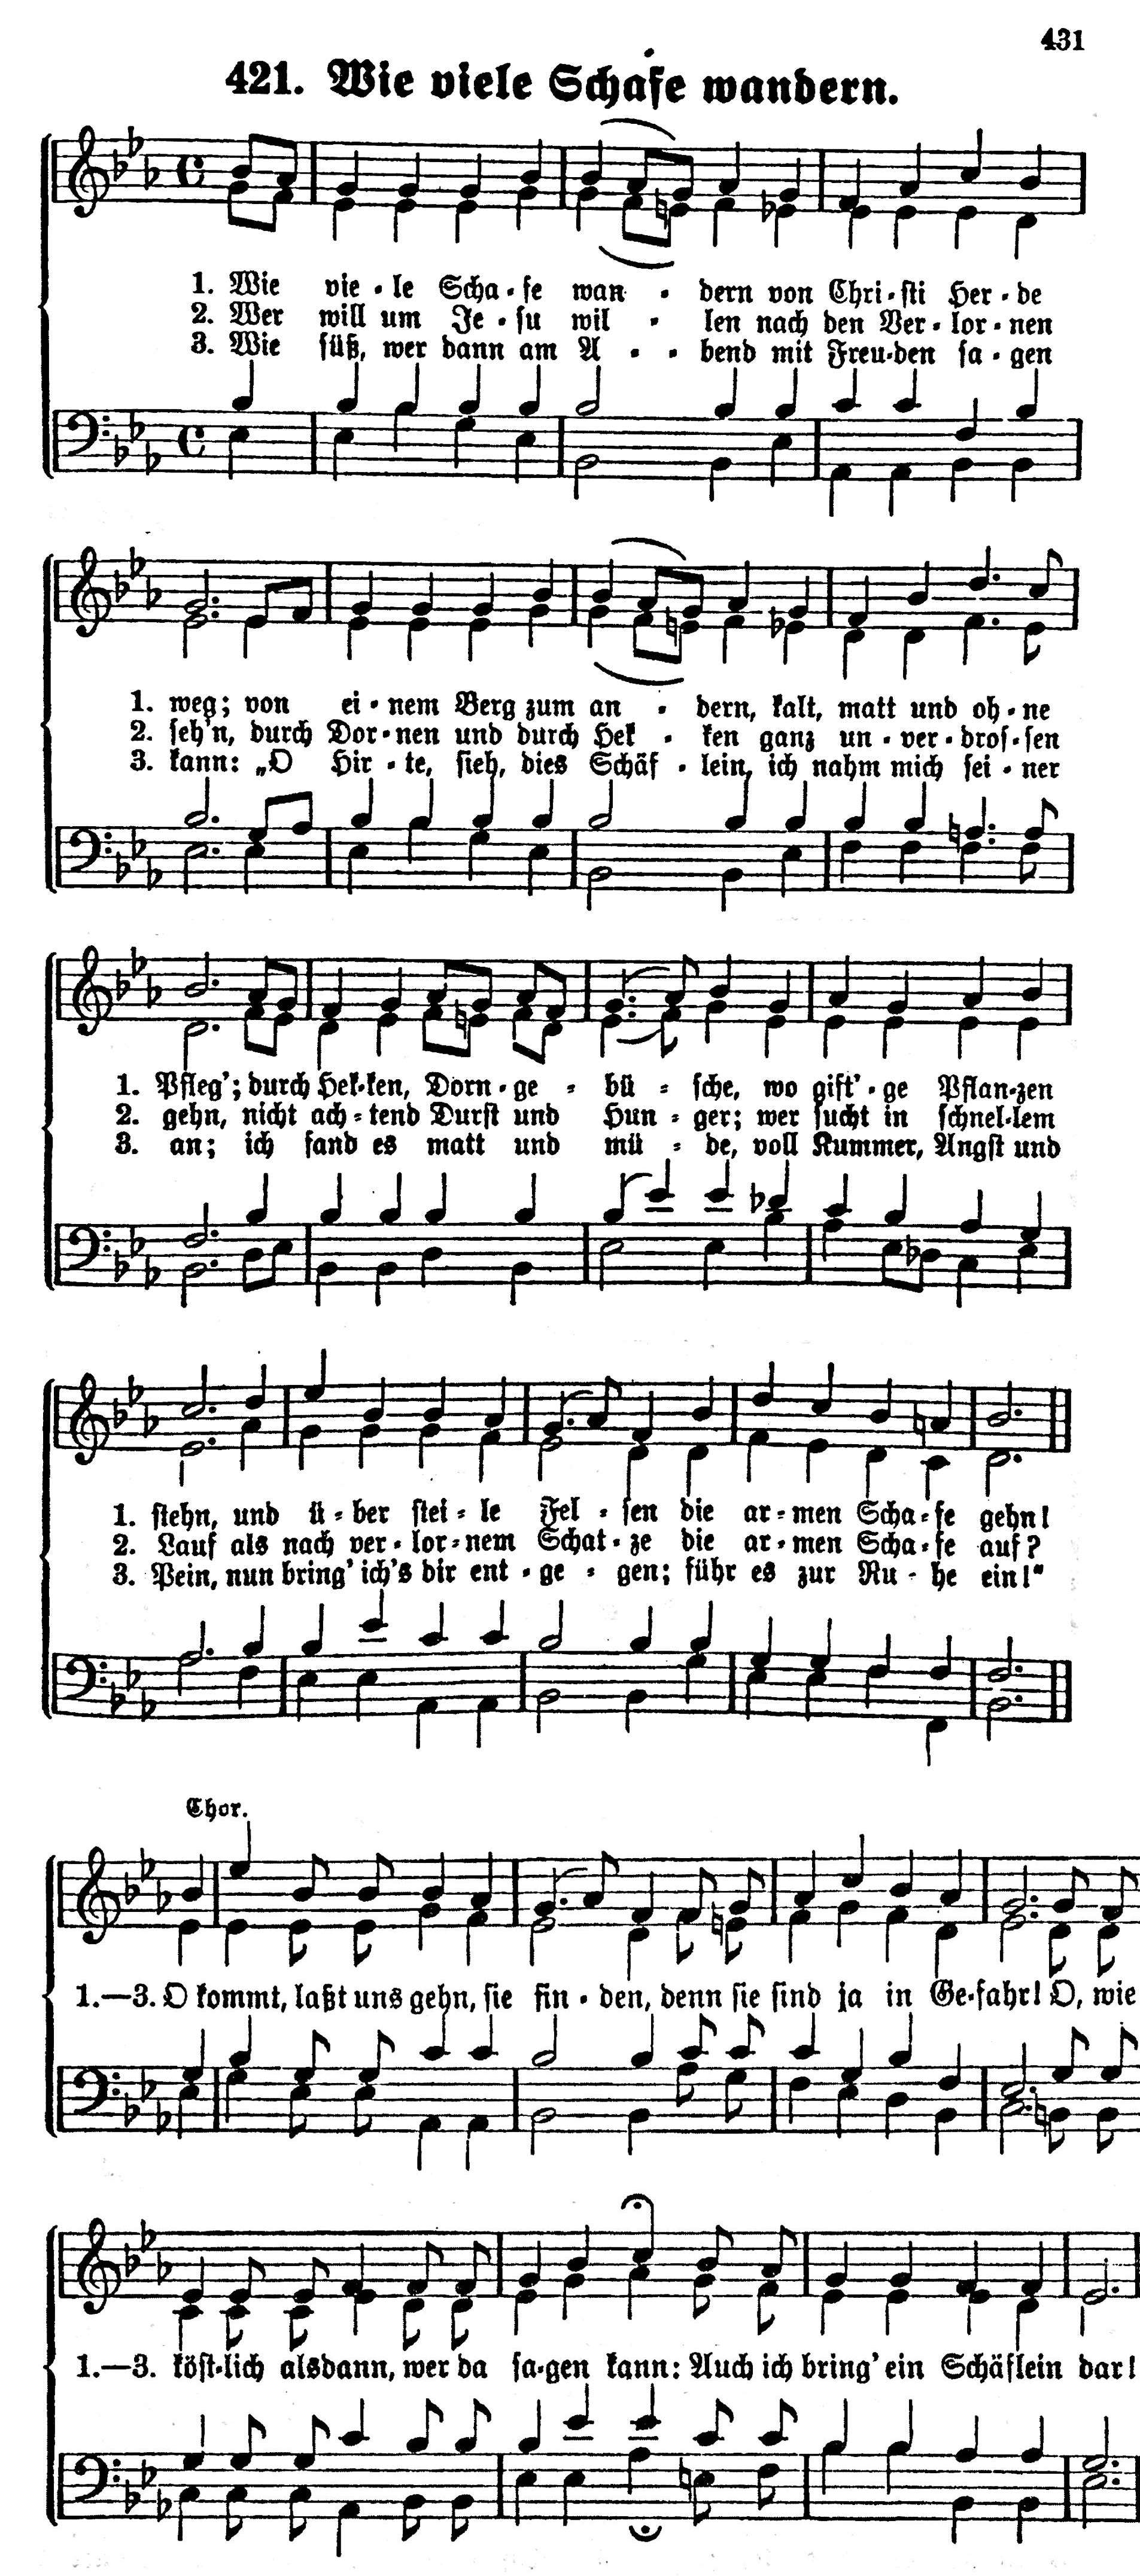 431
421. Wie viele Schafe wandern.
1. Wie vie-le Scha-fe wan-dern von Chri-sti Her-de
2. Wer will um Je-su wil-len nach den Ver-lor-nen
3. Wie süß, wer dann am A-bend mit Freu-den sa-gen
1. weg; von ei-nem Berg zum an-dern, kalt, matt und oh-ne
2. seh'n, durch Dor-nen und durch Hek-ken ganz un-ver-dros-sen
3. kann: „O Hir-te, sieh, dies Schäf-lein, ich nahm mich sei-ner
1. Pfleg'; durch Hek-ken, Dorn-ge-bü-sche, wo gift'-ge Pflan-zen
2. gehn, nicht ach-tend Durst und Hun-ger; wer sucht in schnel-lem
3. an; ich fand es matt und mü-de, voll Kummer, Angst und
1. stehn, und ü-ber stei-le Fel-sen die ar-men Scha-fe gehn!
2. Lauf als nach ver-lor-nem Schat-ze die ar-men Scha-fe auf?
3. Pein, nun bring' ich's dir ent-ge-gen; führ es zur Ru-he ein!“
Chor.
1.—3. O kommt, laßt uns gehn, sie fin-den, denn sie sind ja in Ge-fahr! O, wie
1.—3. köst-lich alsdann, wer da sa-gen kann: Auch ich bring' ein Schäflein dar!